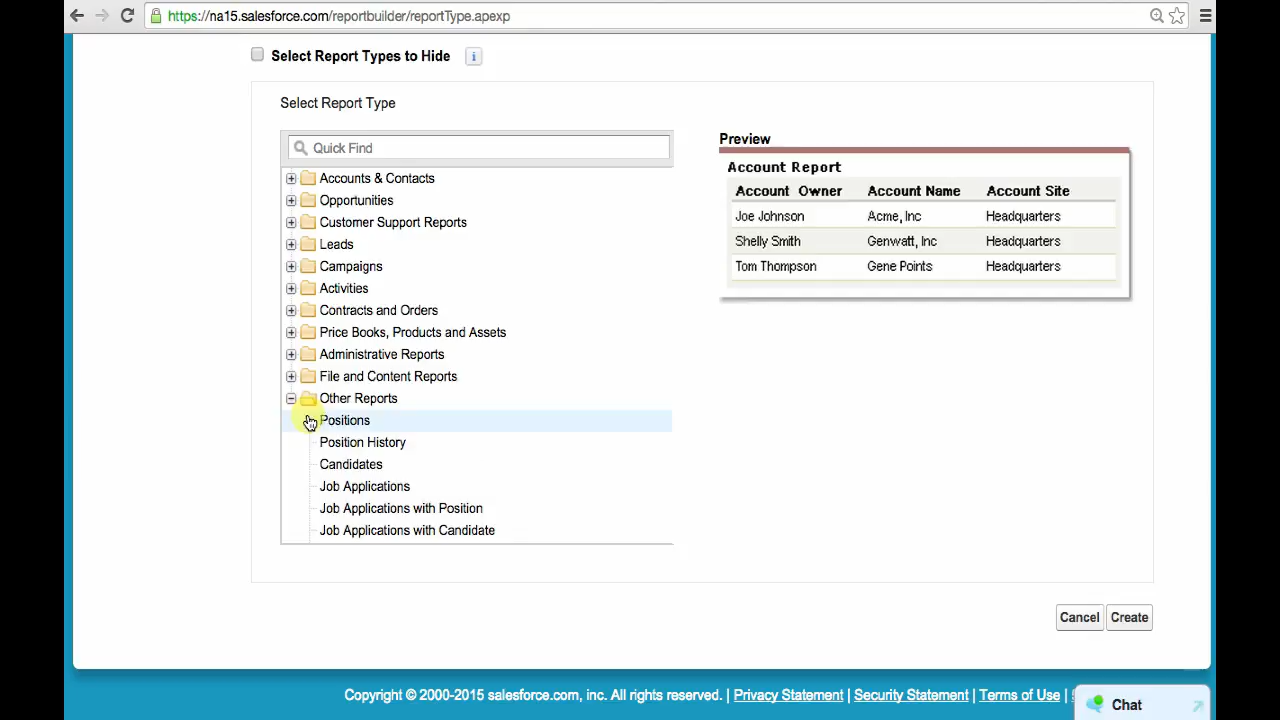 https://na15.salesforce.com/reportbuilder/reportType.apexp
Select Report Types to Hide
i
Select Report Type
Quick Find
Accounts & Contacts
Opportunities
Customer Support Reports
Leads
Campaigns
Activities
Contracts and Orders
Price Books, Products and Assets
Administrative Reports
File and Content Reports
Other Reports
Positions
Position History
Candidates
Job Applications
Job Applications with Position
Job Applications with Candidate
Preview
Account Report
Account Owner Account Name Account Site
Joe Johnson Acme, Inc Headquarters
Shelly Smith Genwatt, Inc Headquarters
Tom Thompson Gene Points Headquarters
Cancel Create
Copyright © 2000-2015 salesforce.com, inc. All rights reserved. | Privacy Statement | Security Statement | Terms of Use |
Chat